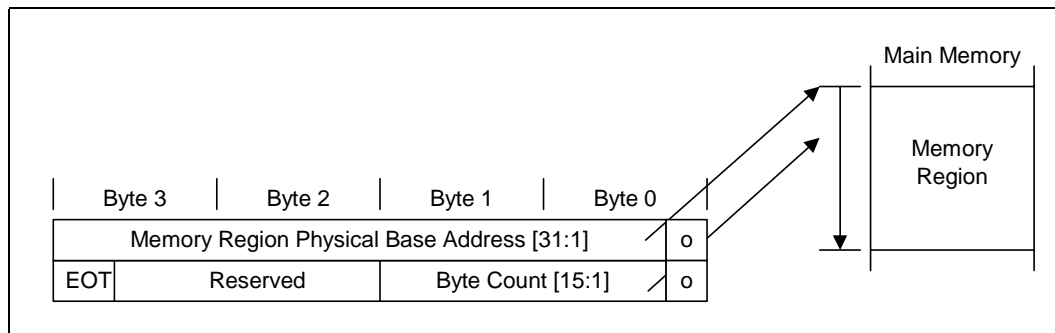 Main Memory
Memory
Region
Byte 3 Byte 2 Byte 1 Byte 0
Memory Region Physical Base Address [31:1] o
EOT Reserved Byte Count [15:1] o